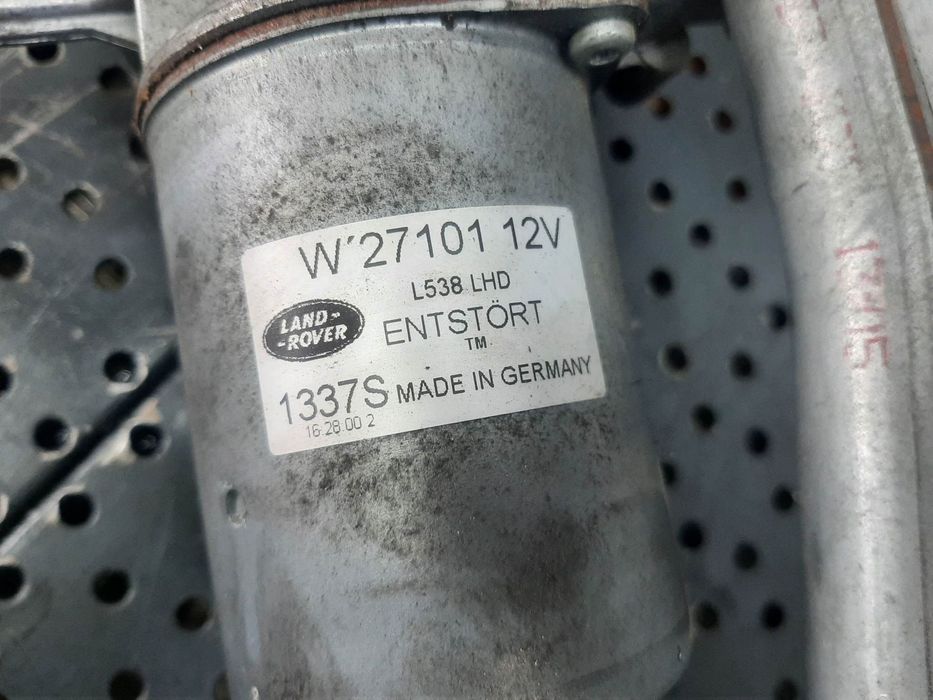 W'27101 12V
L538 LHD
LAND-
-ROVER
ENTSTÖRT
TM
1337S MADE IN GERMANY
16 28 00 2